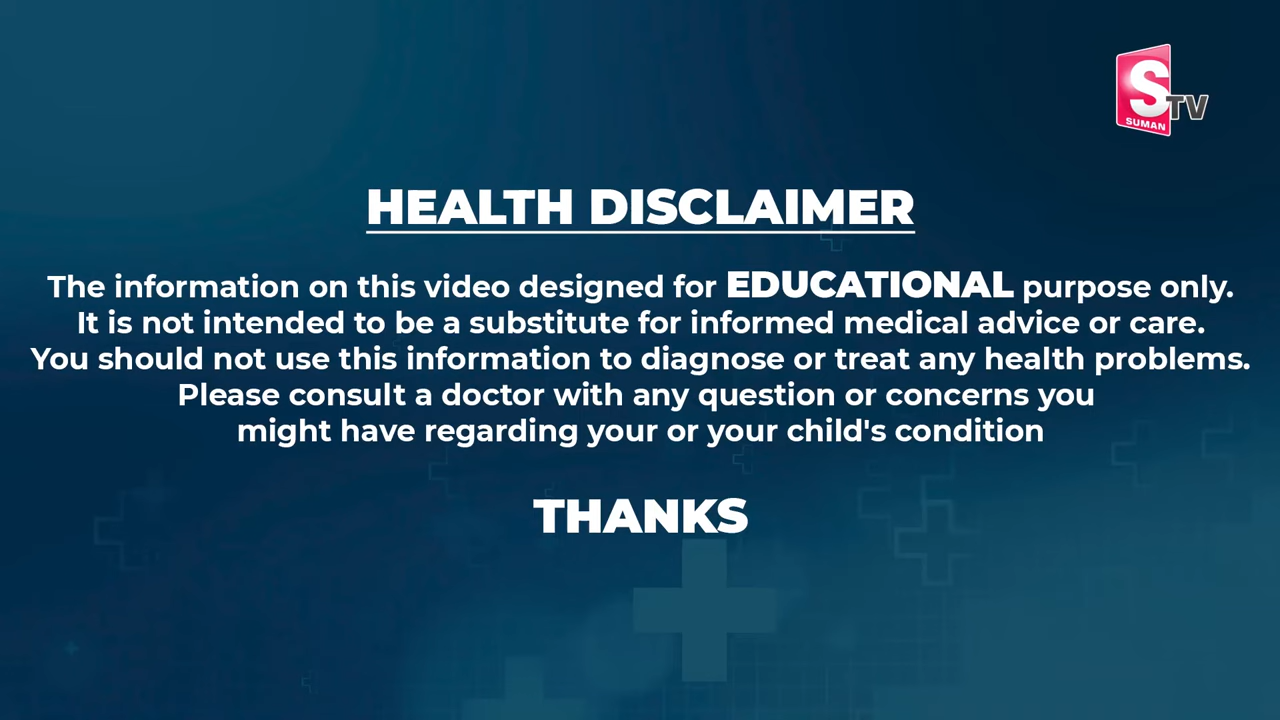 S
TV
SUMAN
HEALTH DISCLAIMER
The information on this video designed for EDUCATIONAL purpose only.
It is not intended to be a substitute for informed medical advice or care.
You should not use this information to diagnose or treat any health problems.
Please consult a doctor with any question or concerns you
might have regarding your or your child's condition
THANKS